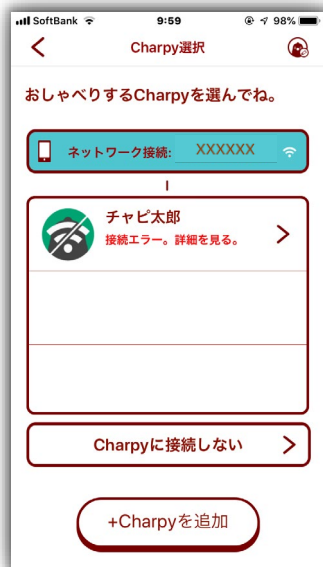 SoftBank 9:59 98%
Charpy選択
おしゃべりするCharpyを選んでね。
ネットワーク接続: XXXXXX
チャピ太郎
接続エラー。詳細を見る。
Charpyに接続しない
+Charpyを追加